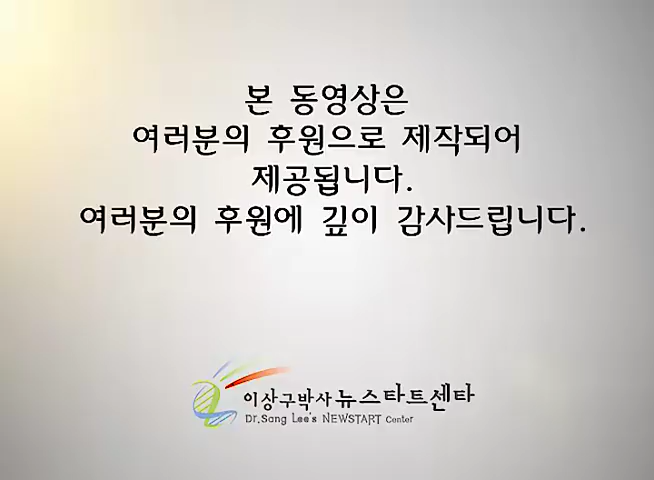 본 동영상은
여러분의 후원으로 제작되어
제공됩니다.
여러분의 후원에 깊이 감사드립니다.
이상구박사 뉴스타트센타
Dr.Sang Lee's NEWSTART Center